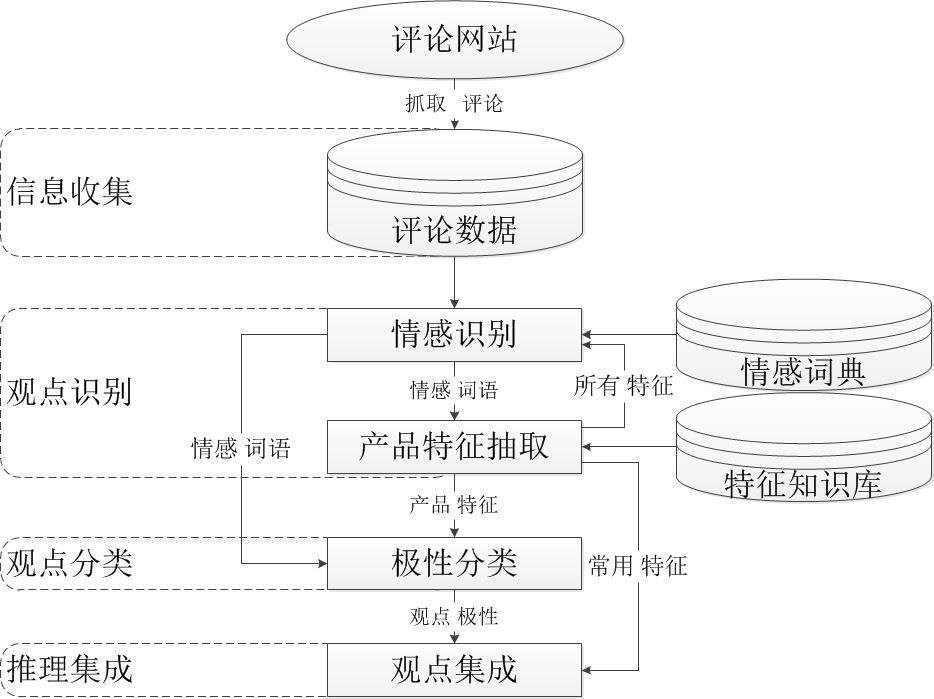 评论网站
抓取 评论
信息收集
评论数据
情感识别
情感词典
观点识别
情感 词语
所有 特征
情感 词语
产品特征抽取
特征知识库
产品 特征
观点分类
极性分类
常用 特征
观点 极性
推理集成
观点集成